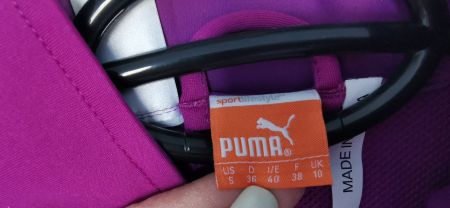 sportlifestyle
PUMA®
US D I/E F UK
S 36 40 38 10
MADE IN